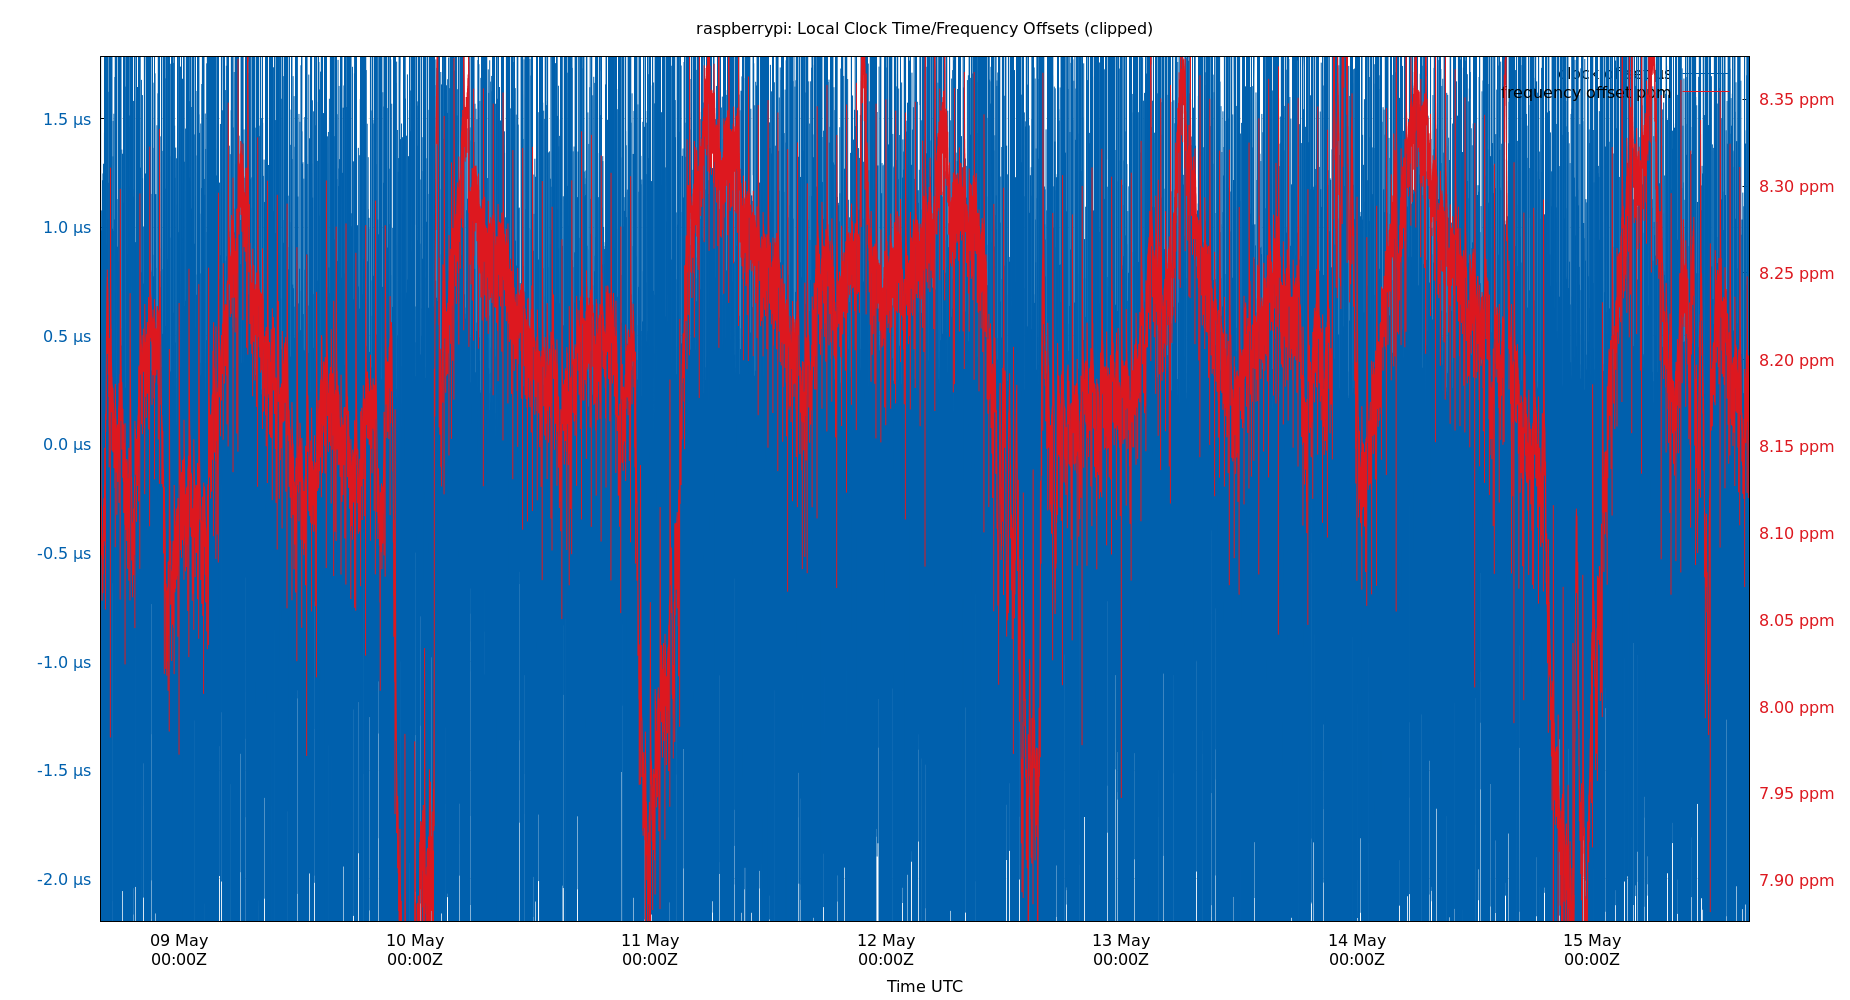 raspberrypi: Local Clock Time/Frequency Offsets (clipped)
clock offset µs
frequency offset ppm
1.5 µs
1.0 µs
0.5 µs
0.0 µs
-0.5 µs
-1.0 µs
-1.5 µs
-2.0 µs
8.35 ppm
8.30 ppm
8.25 ppm
8.20 ppm
8.15 ppm
8.10 ppm
8.05 ppm
8.00 ppm
7.95 ppm
7.90 ppm
09 May 10 May 11 May 12 May 13 May 14 May 15 May
00:00Z 00:00Z 00:00Z 00:00Z 00:00Z 00:00Z 00:00Z
Time UTC